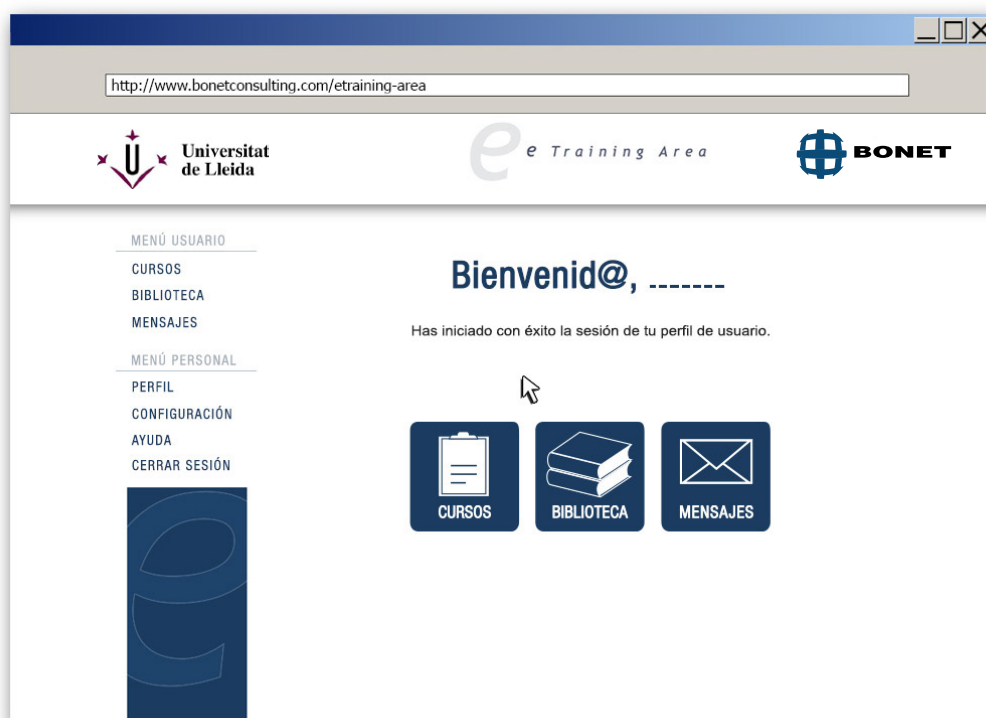 http://www.bonetconsulting.com/etraining-area
Universitat
de Lleida
e e Training Area
BONET
MENÚ USUARIO
CURSOS
BIBLIOTECA
MENSAJES
MENÚ PERSONAL
PERFIL
CONFIGURACIÓN
AYUDA
CERRAR SESIÓN
Bienvenid@, .......
Has iniciado con éxito la sesión de tu perfil de usuario.
CURSOS
BIBLIOTECA
MENSAJES